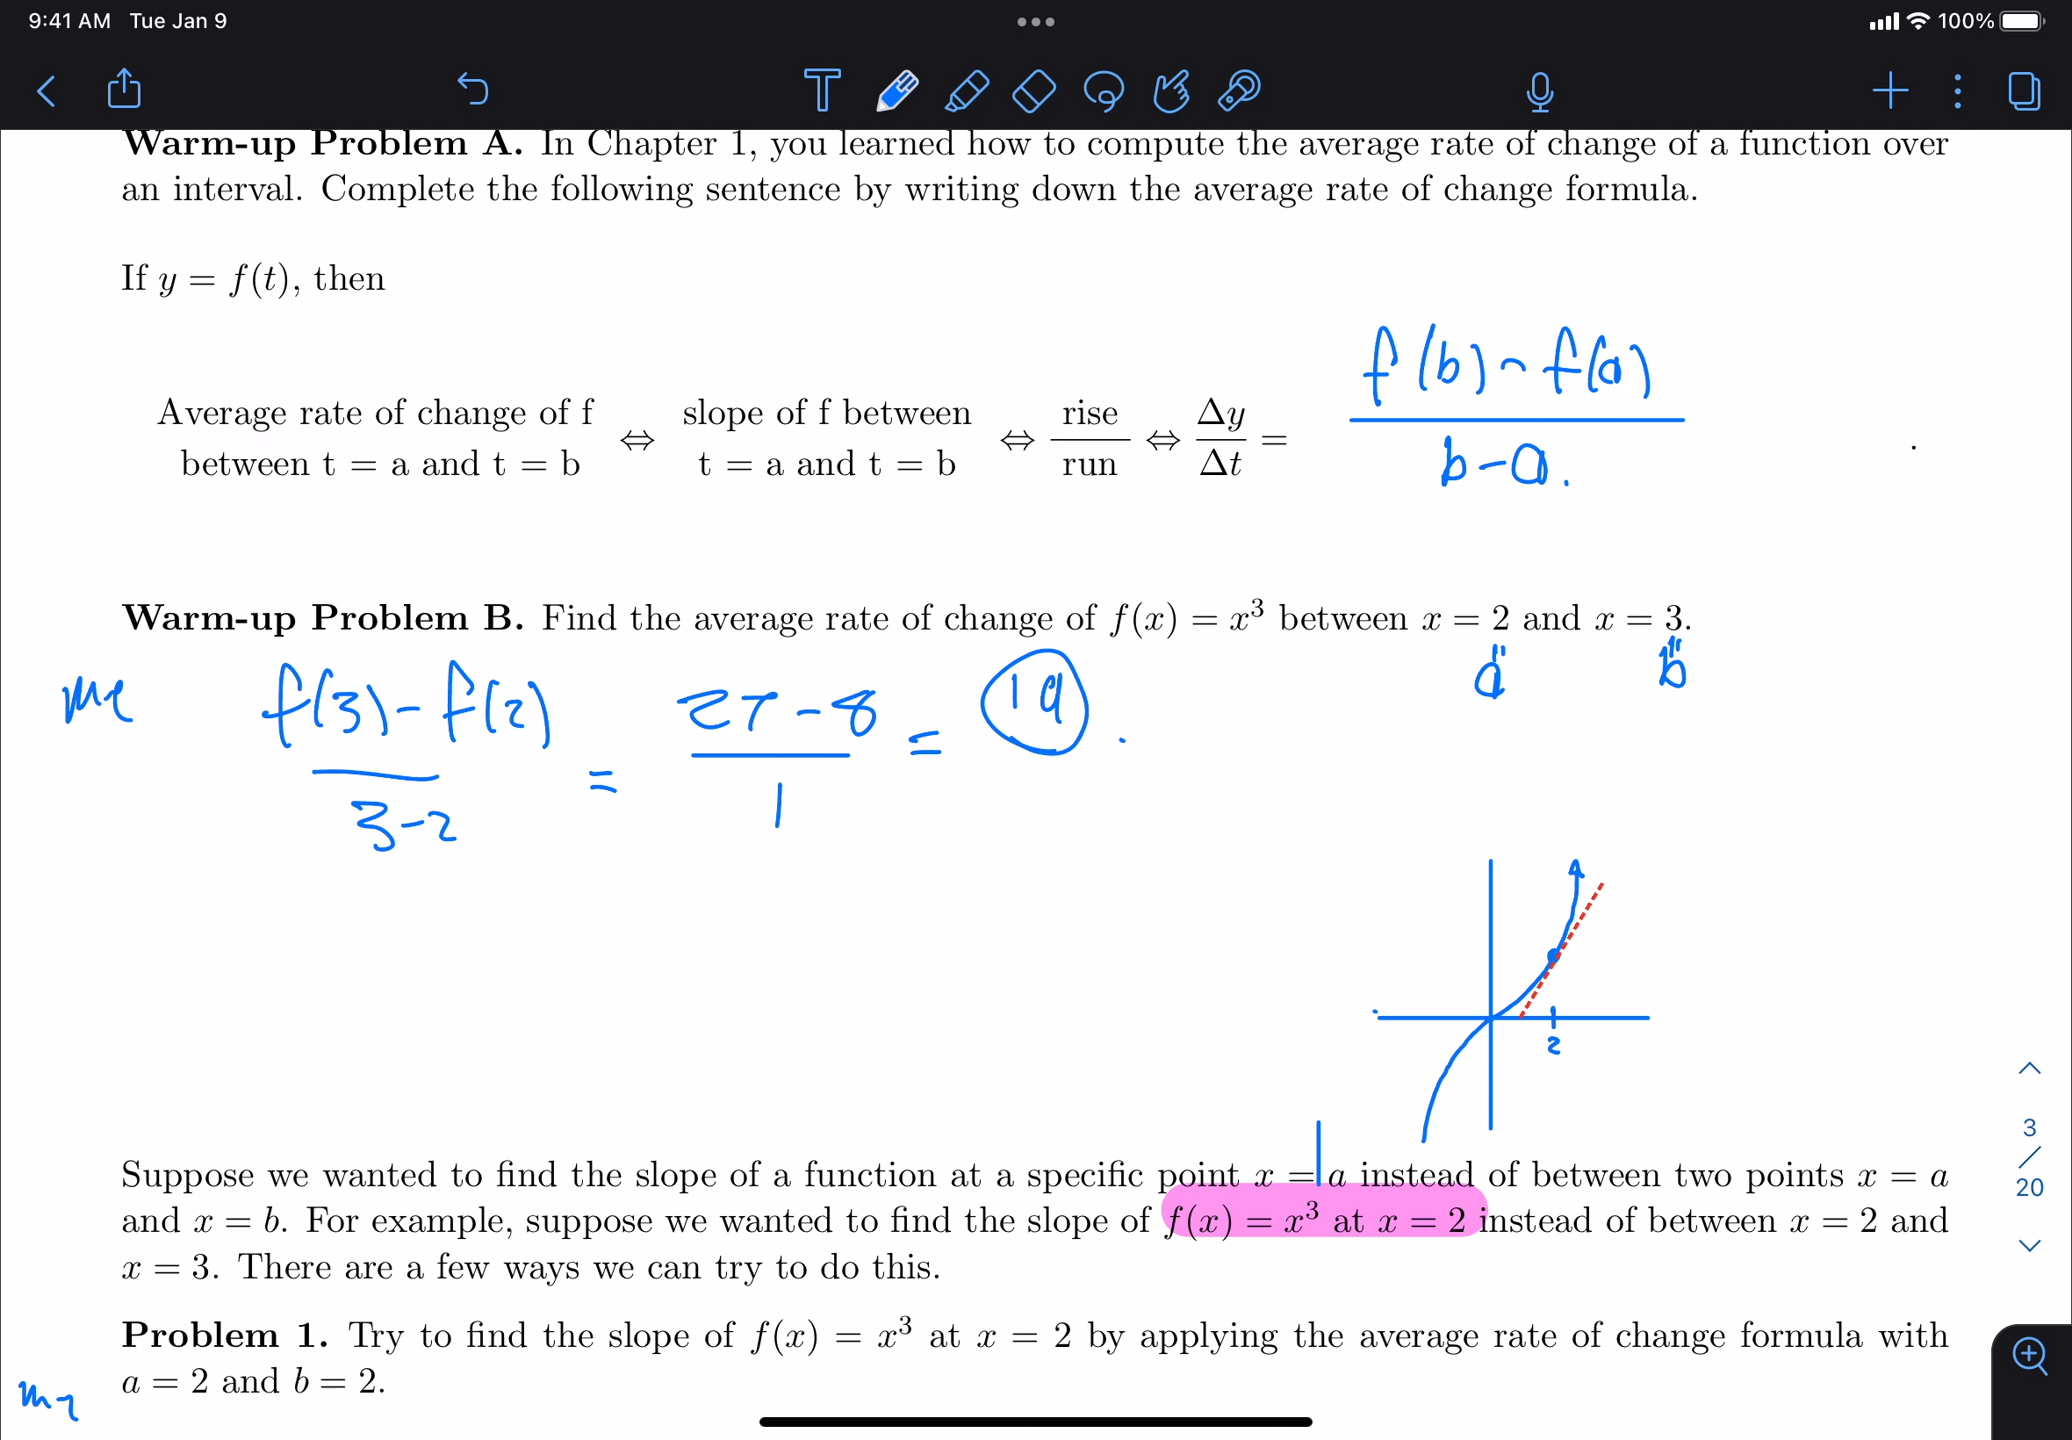 9:41 AM Tue Jan 9
100%
Warm-up Problem A. In Chapter 1, you learned how to compute the average rate of change of a function over
an interval. Complete the following sentence by writing down the average rate of change formula.
If y = f(t), then
Average rate of change of f
between t = a and t = b
⇔
slope of f between
t = a and t = b
⇔ rise/run ⇔ Δy/Δt =
f(b) - f(a)
b - a.
.
Warm-up Problem B. Find the average rate of change of f(x) = x³ between x = 2 and x = 3.
" a " b
f(3) - f(2) / 3-2 = 27 - 8 / 1 = 19.
2
Suppose we wanted to find the slope of a function at a specific point x = a instead of between two points x = a
and x = b. For example, suppose we wanted to find the slope of f(x) = x³ at x = 2 instead of between x = 2 and
x = 3. There are a few ways we can try to do this.
Problem 1. Try to find the slope of f(x) = x³ at x = 2 by applying the average rate of change formula with
a = 2 and b = 2.
3
/
20